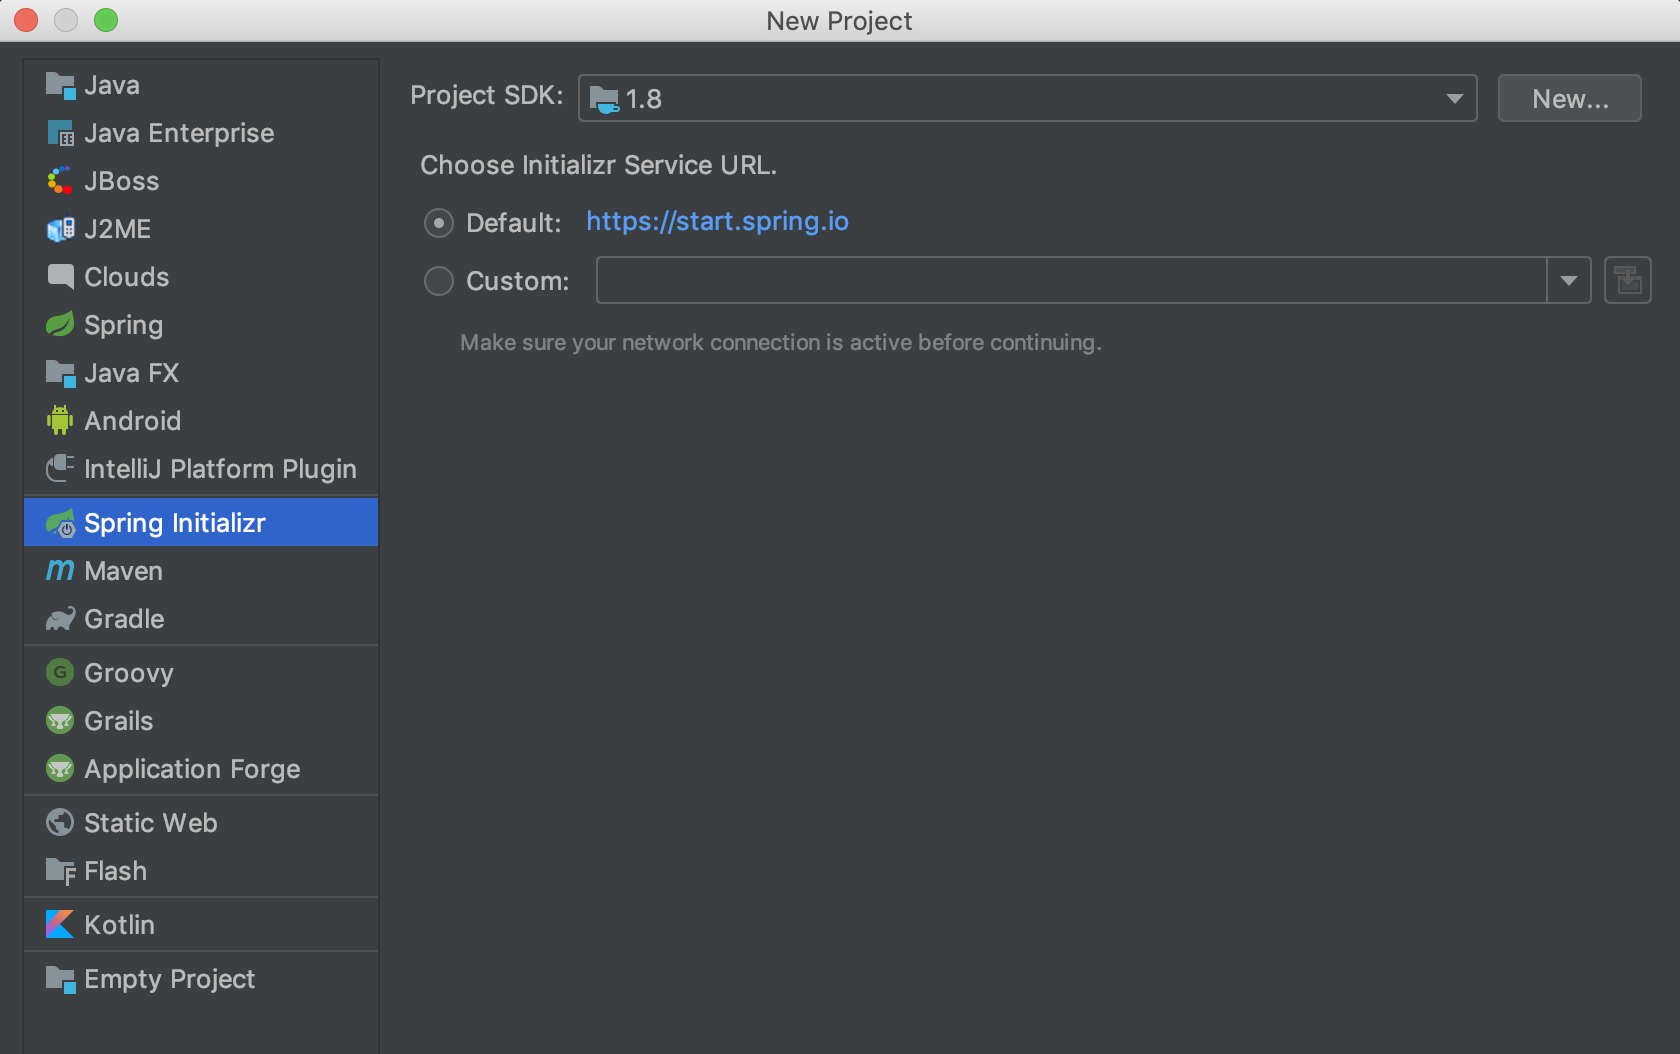 New Project
Java
Java Enterprise
JBoss
J2ME
Clouds
Spring
Java FX
Android
IntelliJ Platform Plugin
Spring Initializr
m Maven
Gradle
G Groovy
Grails
Application Forge
Static Web
F Flash
Kotlin
Empty Project
Project SDK: 1.8 New...
Choose Initializr Service URL.
Default: https://start.spring.io
Custom:
Make sure your network connection is active before continuing.